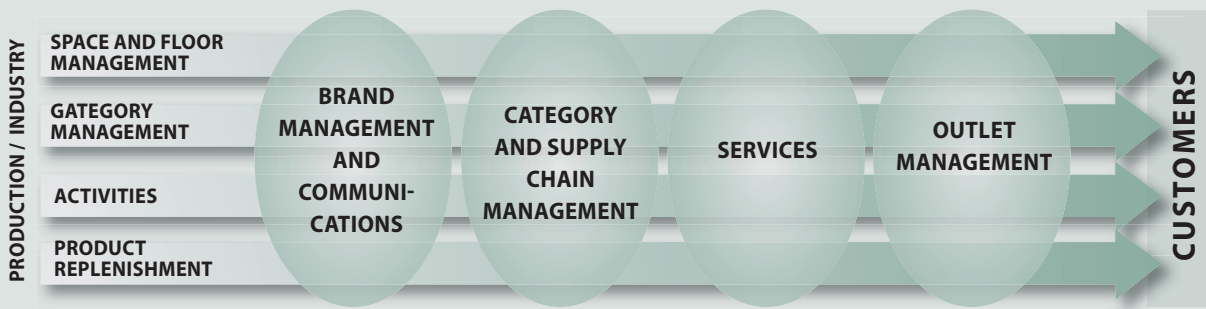 PRODUCTION / INDUSTRY
SPACE AND FLOOR
MANAGEMENT
GATEGORY
MANAGEMENT
ACTIVITIES
PRODUCT
REPLENISHMENT
BRAND
MANAGEMENT
AND
COMMUNI-
CATIONS
CATEGORY
AND SUPPLY
CHAIN
MANAGEMENT
SERVICES
OUTLET
MANAGEMENT
CUSTOMERS